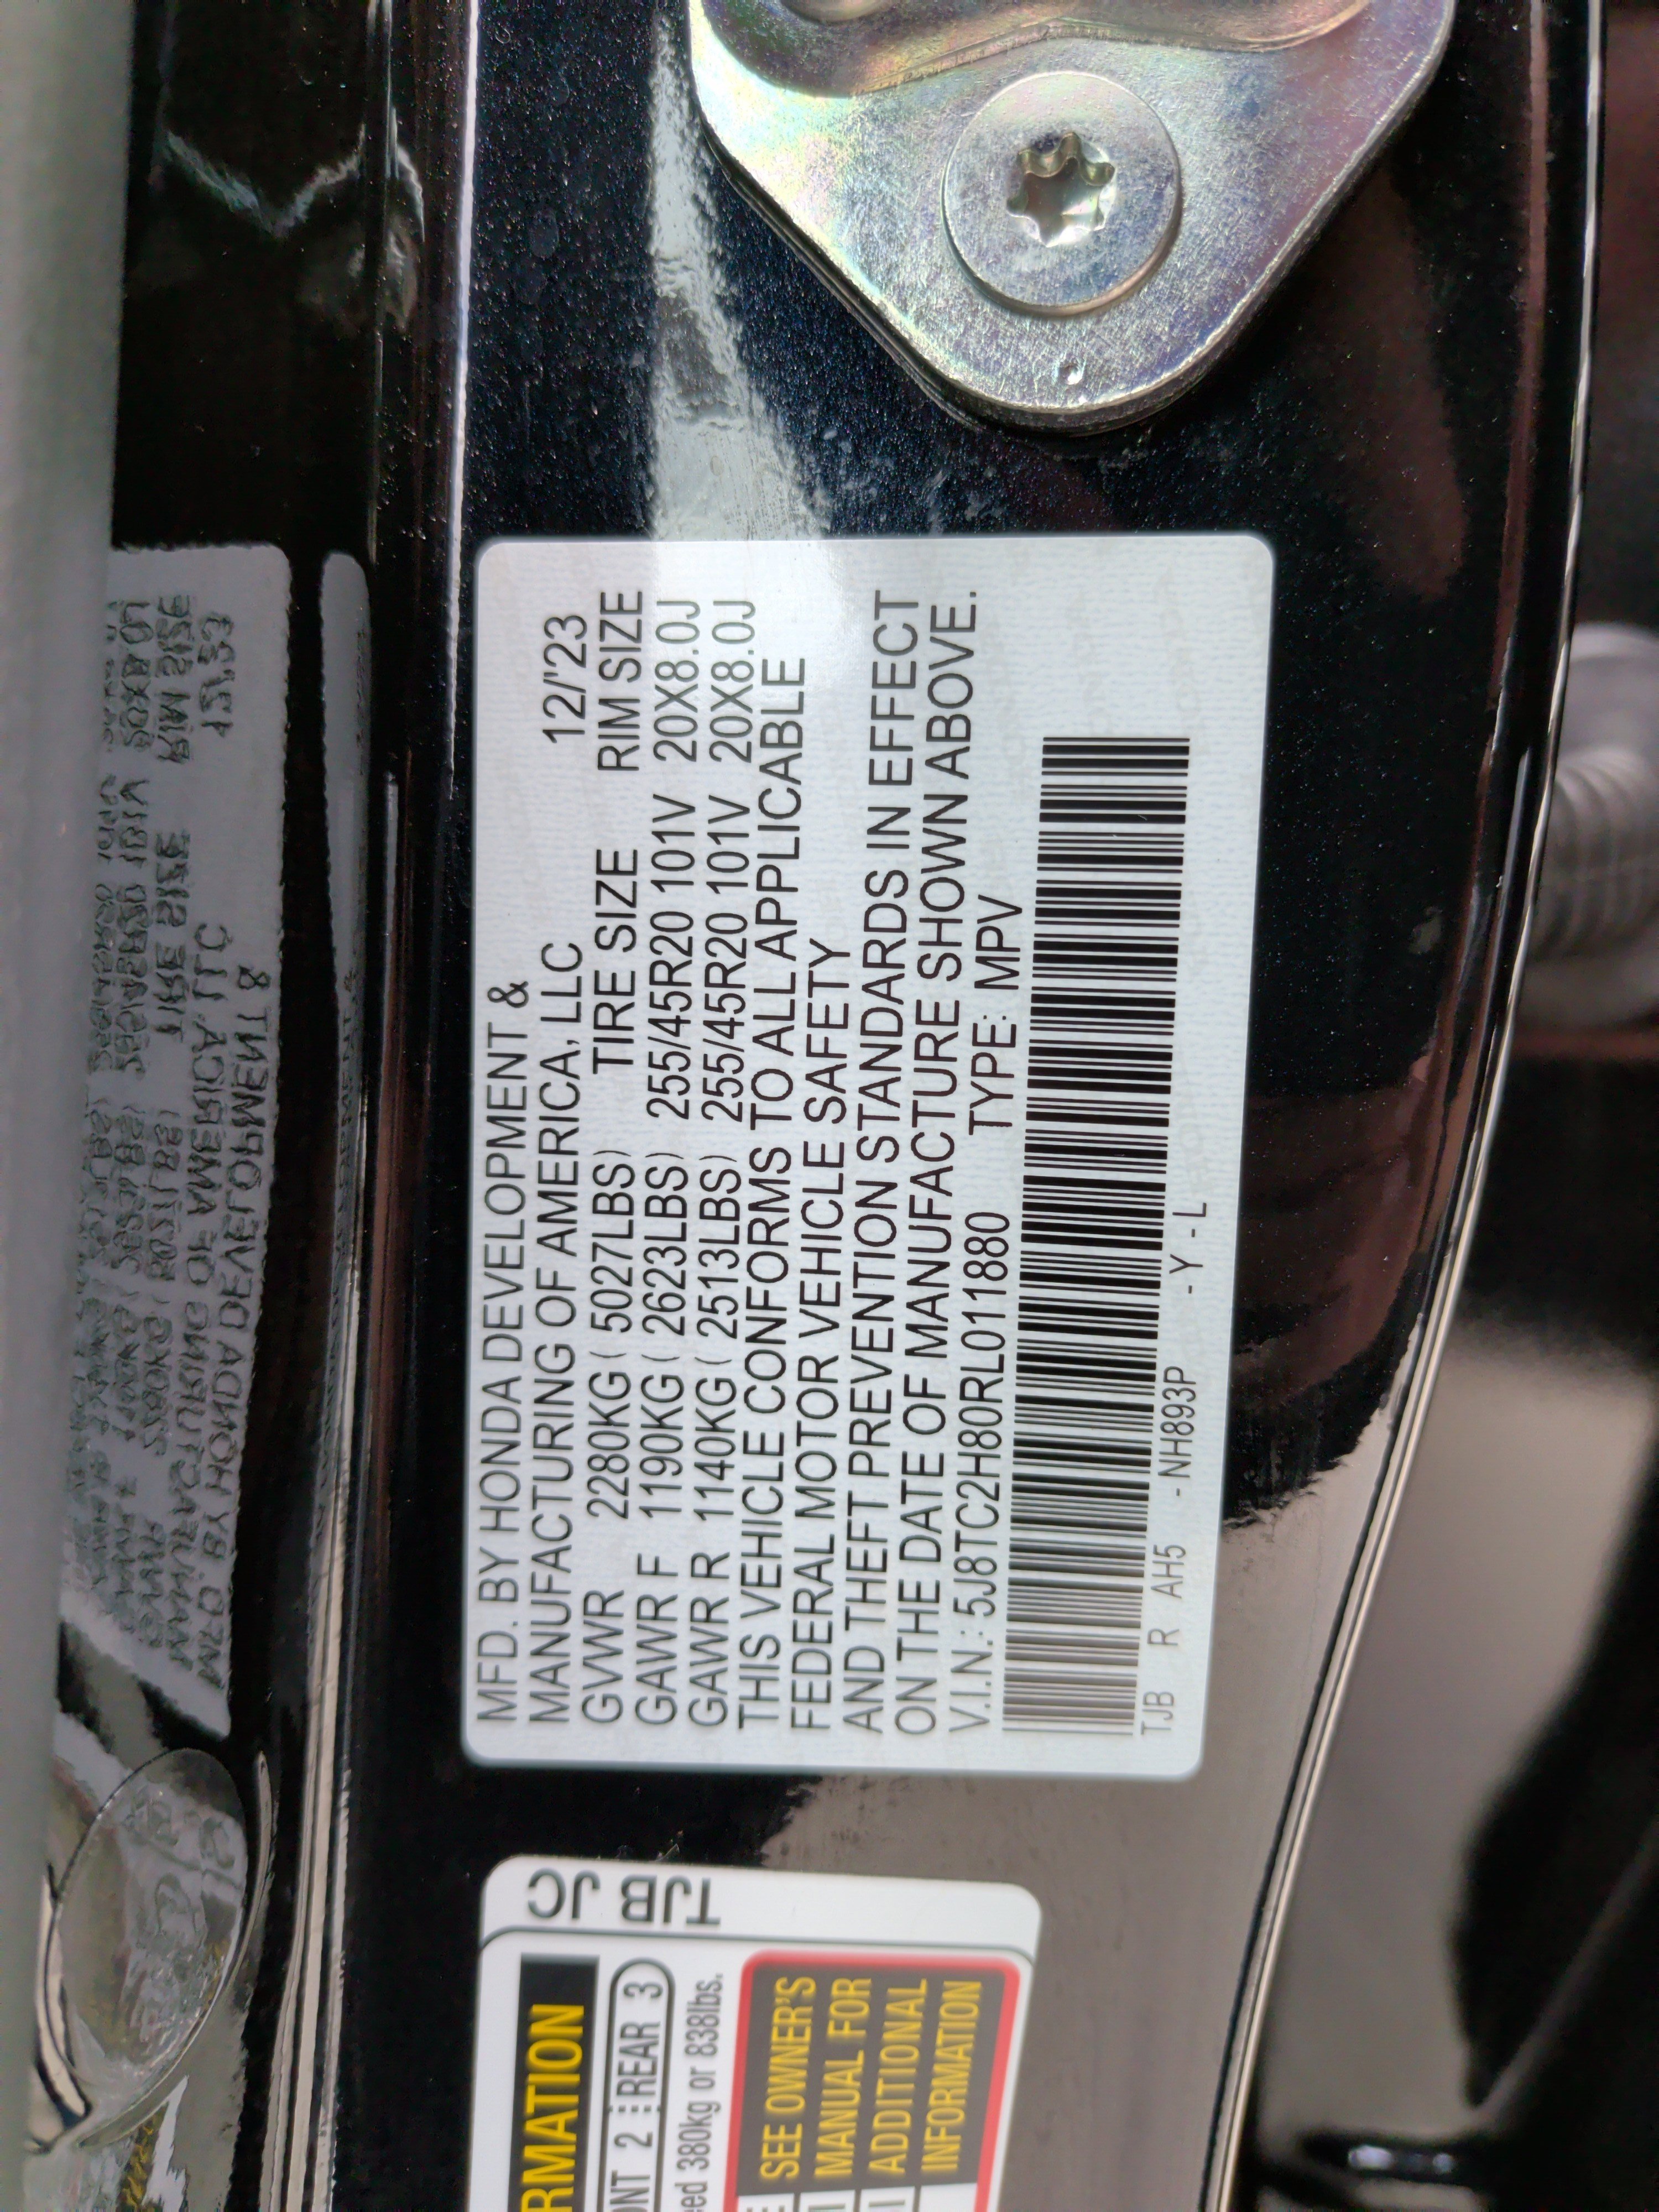 MFD. BY HONDA DEVELOPMENT &
MANUFACTURING OF AMERICA, LLC 12/'23
GVWR 2280KG ( 5027LBS) TIRE SIZE RIM SIZE
GAWR F 1190KG ( 2623LBS) 255/45R20 101V 20X8.0J
GAWR R 1140KG ( 2513LBS) 255/45R20 101V 20X8.0J
THIS VEHICLE CONFORMS TO ALL APPLICABLE
FEDERAL MOTOR VEHICLE SAFETY
AND THEFT PREVENTION STANDARDS IN EFFECT
ON THE DATE OF MANUFACTURE SHOWN ABOVE.
V.I.N.: 5J8TC2H80RL011880 TYPE: MPV
TJB R AH5 - NH893P - Y - L
RMATION
ONT 2 REAR 3
eed 380kg or 838lbs.
SEE OWNER'S
MANUAL FOR
ADDITIONAL
INFORMATION
TJB JC